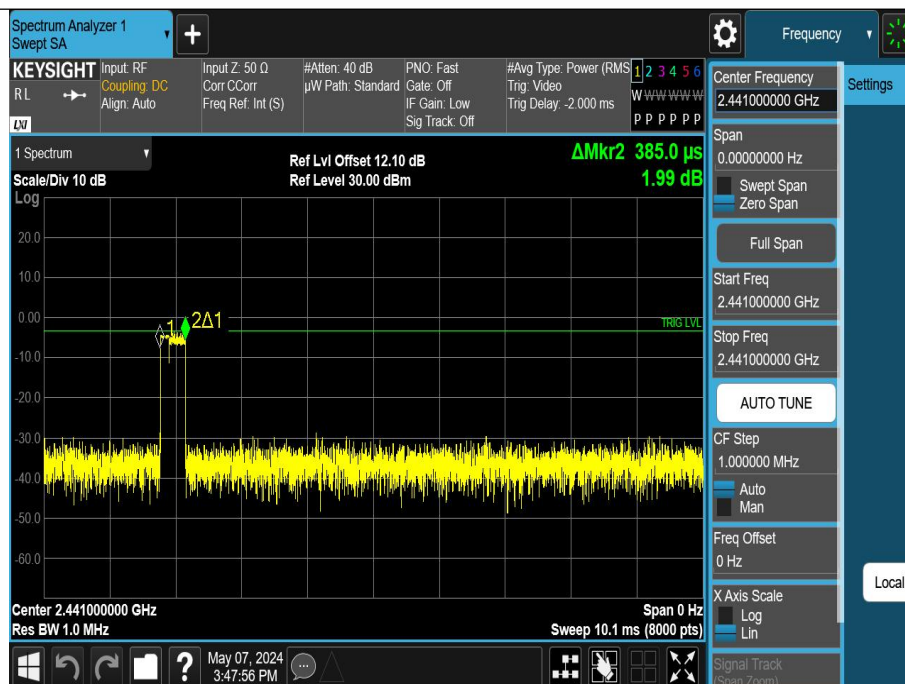 Spectrum Analyzer 1
Swept SA
Frequency
KEYSIGHT
RL
LXI
Input: RF
Coupling: DC
Align: Auto
Input Z: 50 Ω
Corr CCorr
Freq Ref: Int (S)
#Atten: 40 dB
µW Path: Standard
PNO: Fast
Gate: Off
IF Gain: Low
Sig Track: Off
#Avg Type: Power (RMS
Trig: Video
Trig Delay: -2.000 ms
1 2 3 4 5 6
W W W W W W
P P P P P P
1 Spectrum
Scale/Div 10 dB
Log
Ref Lvl Offset 12.10 dB
Ref Level 30.00 dBm
ΔMkr2 385.0 µs
1.99 dB
20.0
10.0
0.00
-10.0
-20.0
-30.0
-40.0
-50.0
-60.0
1
2Δ1
TRIG LVL
Center 2.441000000 GHz
Res BW 1.0 MHz
Span 0 Hz
Sweep 10.1 ms (8000 pts)
Center Frequency
2.441000000 GHz
Span
0.00000000 Hz
Swept Span
Zero Span
Full Span
Start Freq
2.441000000 GHz
Stop Freq
2.441000000 GHz
AUTO TUNE
CF Step
1.000000 MHz
Auto
Man
Freq Offset
0 Hz
X Axis Scale
Log
Lin
Signal Track
(Span Zoom)
Settings
Local
May 07, 2024
3:47:56 PM